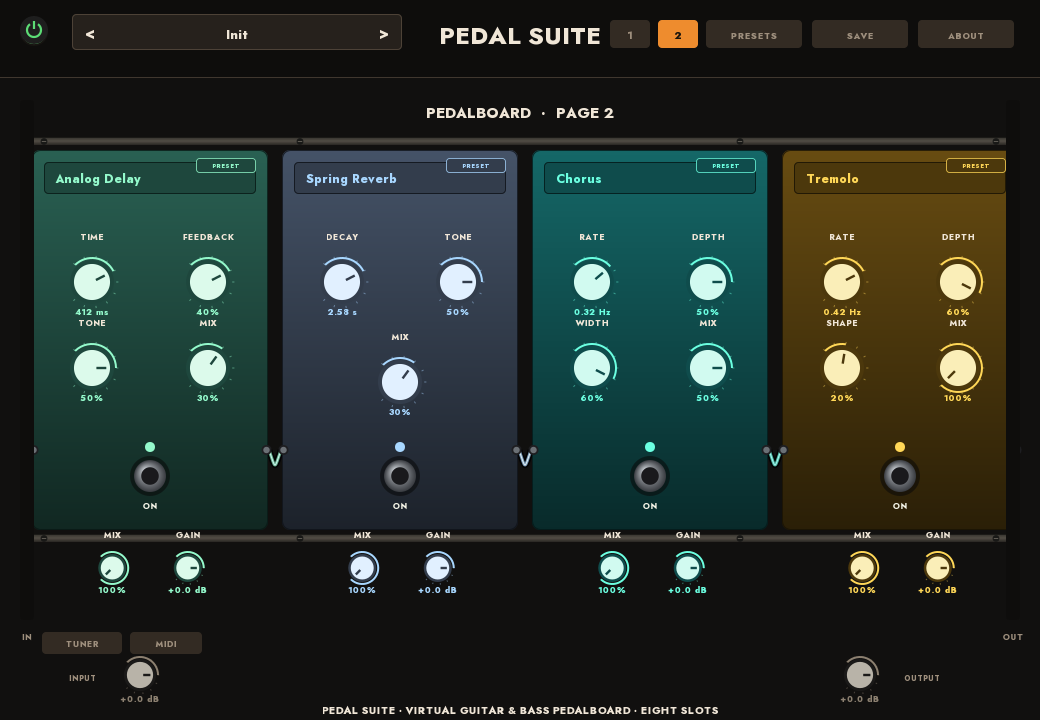 < Init > PEDAL SUITE 1 2 PRESETS SAVE ABOUT
PEDALBOARD · PAGE 2
PRESET PRESET PRESET PRESET
Analog Delay Spring Reverb Chorus Tremolo
TIME FEEDBACK DECAY TONE RATE DEPTH RATE DEPTH
412 ms 40% 2.58 s 50% 0.32 Hz 50% 0.42 Hz 60%
TONE MIX WIDTH MIX SHAPE MIX
MIX
50% 30% 60% 50% 20% 100%
30%
ON ON ON ON
MIX GAIN MIX GAIN MIX GAIN MIX GAIN
100% +0.0 dB 100% +0.0 dB 100% +0.0 dB 100% +0.0 dB
IN TUNER MIDI OUT
INPUT OUTPUT
+0.0 dB +0.0 dB
PEDAL SUITE · VIRTUAL GUITAR & BASS PEDALBOARD · EIGHT SLOTS